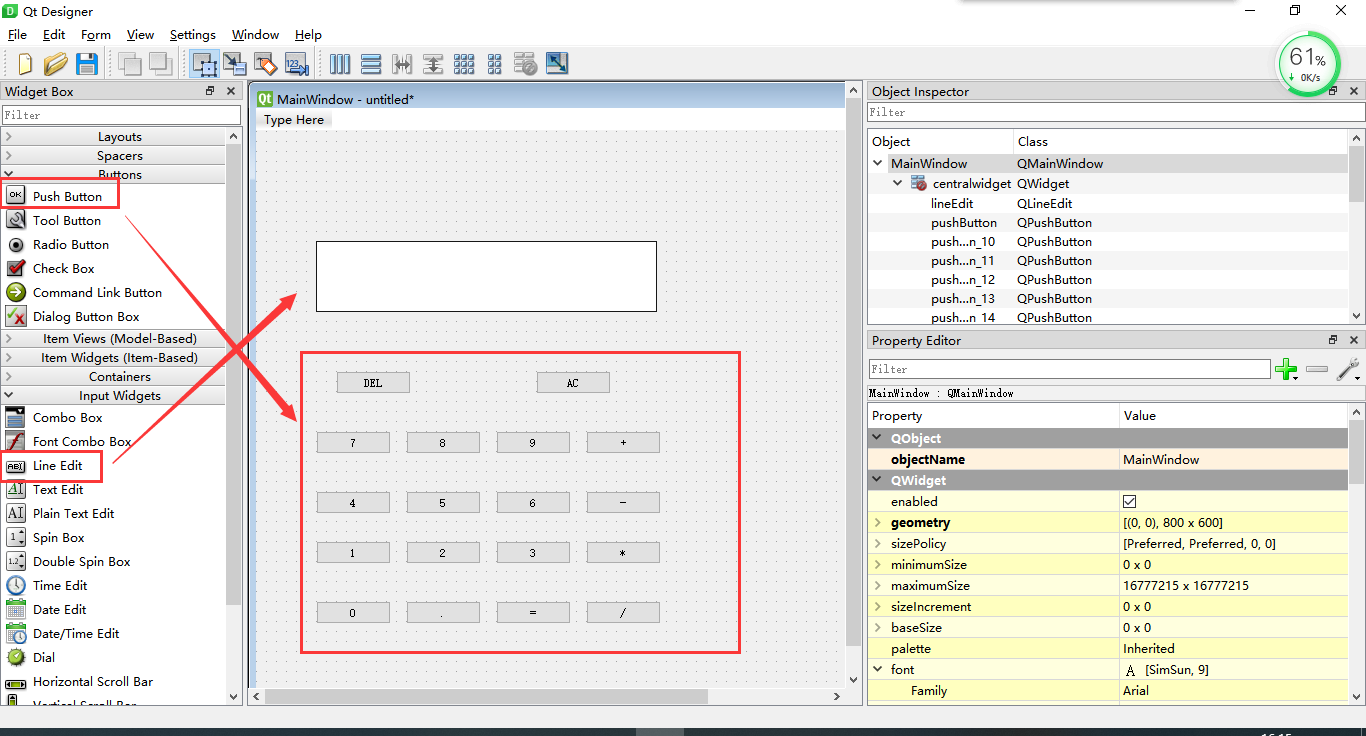 Qt Designer
File Edit Form View Settings Window Help
61%
0K/s
Widget Box
Filter
Layouts
Spacers
Buttons
Push Button
Tool Button
Radio Button
Check Box
Command Link Button
Dialog Button Box
Item Views (Model-Based)
Item Widgets (Item-Based)
Containers
Input Widgets
Combo Box
Font Combo Box
Line Edit
Text Edit
Plain Text Edit
Spin Box
Double Spin Box
Time Edit
Date Edit
Date/Time Edit
Dial
Horizontal Scroll Bar
Vertical Scroll Bar
MainWindow - untitled*
Type Here
DEL AC
7 8 9 +
4 5 6 -
1 2 3 *
0 . = /
Object Inspector
Filter
Object Class
MainWindow QMainWindow
centralwidget QWidget
lineEdit QLineEdit
pushButton QPushButton
push...n_10 QPushButton
push...n_11 QPushButton
push...n_12 QPushButton
push...n_13 QPushButton
push...n_14 QPushButton
Property Editor
Filter
MainWindow : QMainWindow
Property Value
QObject
objectName MainWindow
QWidget
enabled
geometry [(0, 0), 800 x 600]
sizePolicy [Preferred, Preferred, 0, 0]
minimumSize 0 x 0
maximumSize 16777215 x 16777215
sizeIncrement 0 x 0
baseSize 0 x 0
palette Inherited
font A [SimSun, 9]
Family Arial